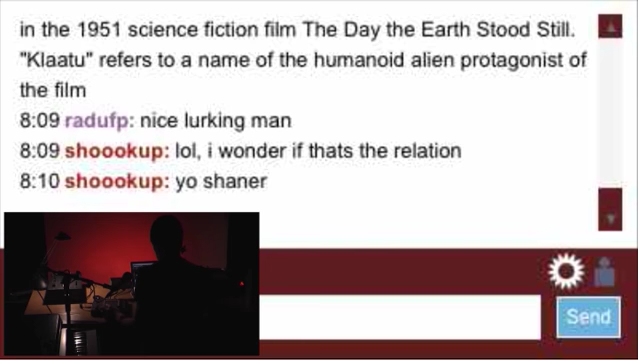 in the 1951 science fiction film The Day the Earth Stood Still.
"Klaatu" refers to a name of the humanoid alien protagonist of
the film
8:09 radufp: nice lurking man
8:09 shoookup: lol, i wonder if thats the relation
8:10 shoookup: yo shaner
Send